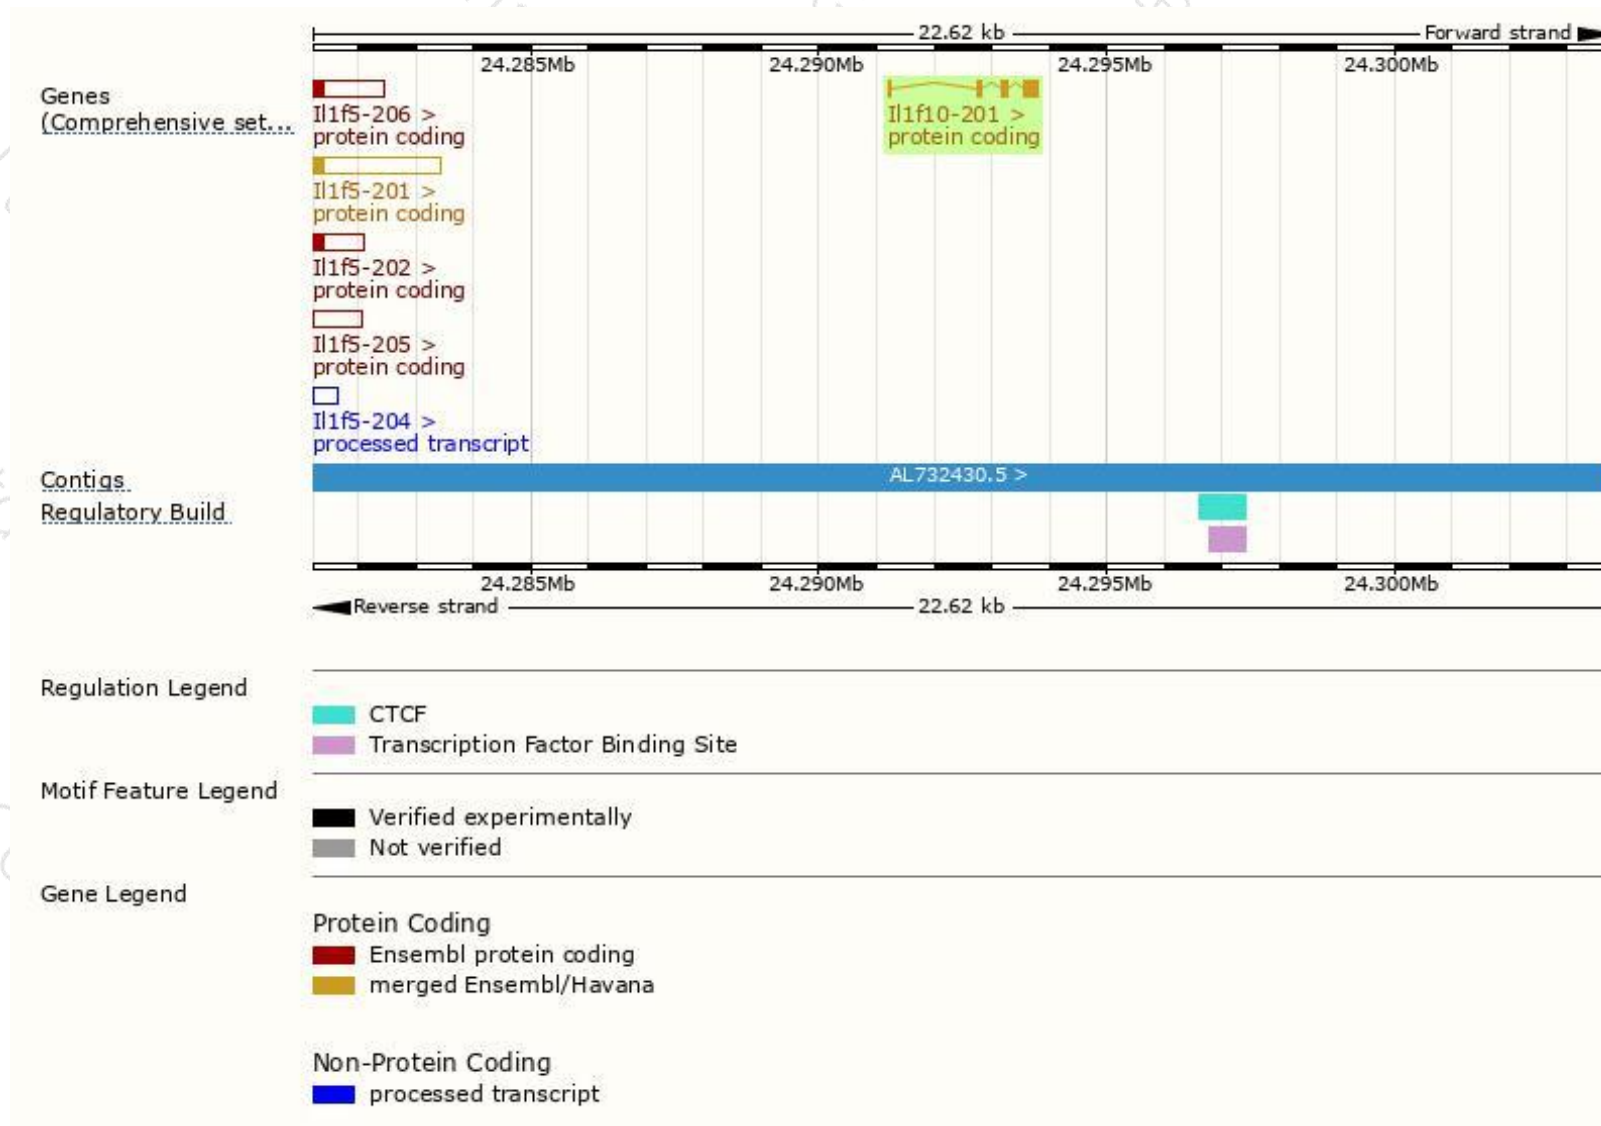 22.62 kb
Forward strand
24.285Mb 24.290Mb 24.295Mb 24.300Mb
Genes
(Comprehensive set...
Il1f5-206 >
protein coding
Il1f10-201 >
protein coding
Il1f5-201 >
protein coding
Il1f5-202 >
protein coding
Il1f5-205 >
protein coding
Il1f5-204 >
processed transcript
Contigs
AL732430.5 >
Regulatory Build
24.285Mb 24.290Mb 24.295Mb 24.300Mb
Reverse strand
22.62 kb
Regulation Legend
CTCF
Transcription Factor Binding Site
Motif Feature Legend
Verified experimentally
Not verified
Gene Legend
Protein Coding
Ensembl protein coding
merged Ensembl/Havana
Non-Protein Coding
processed transcript